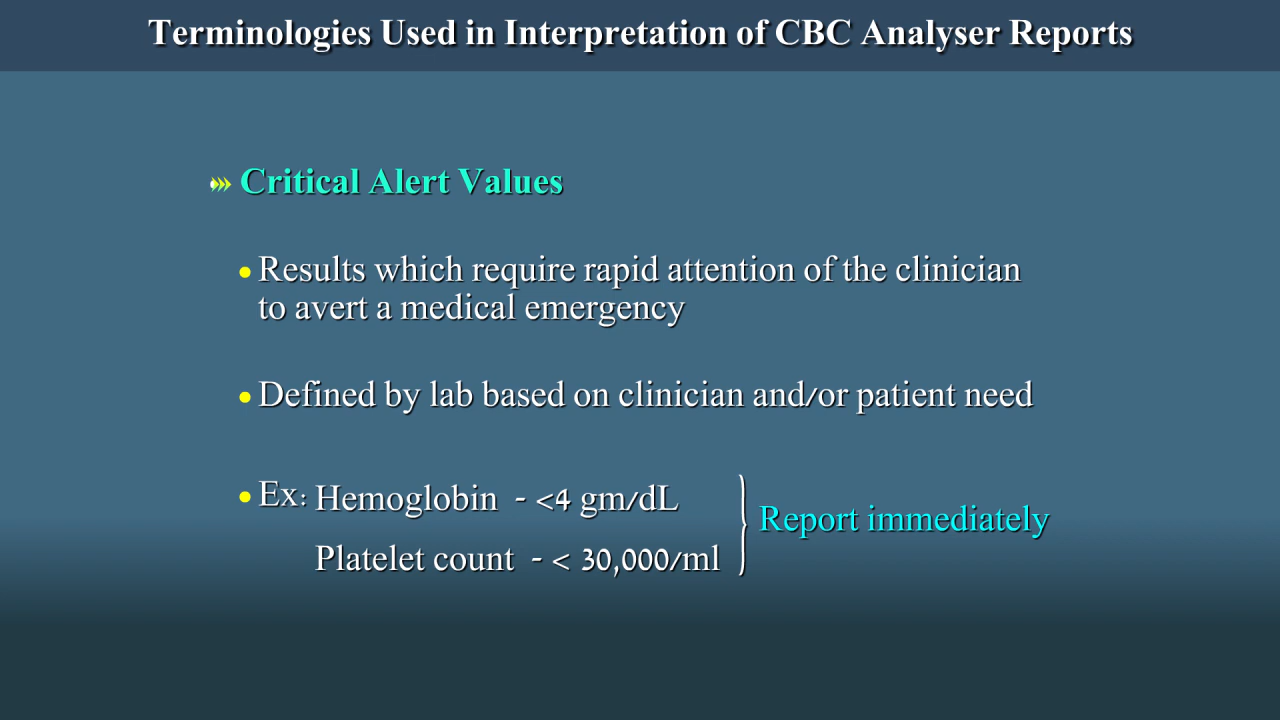 Terminologies Used in Interpretation of CBC Analyser Reports
Critical Alert Values
Results which require rapid attention of the clinician
to avert a medical emergency
Defined by lab based on clinician and/or patient need
Ex: Hemoglobin - <4 gm/dL
Platelet count - < 30,000/ml
Report immediately